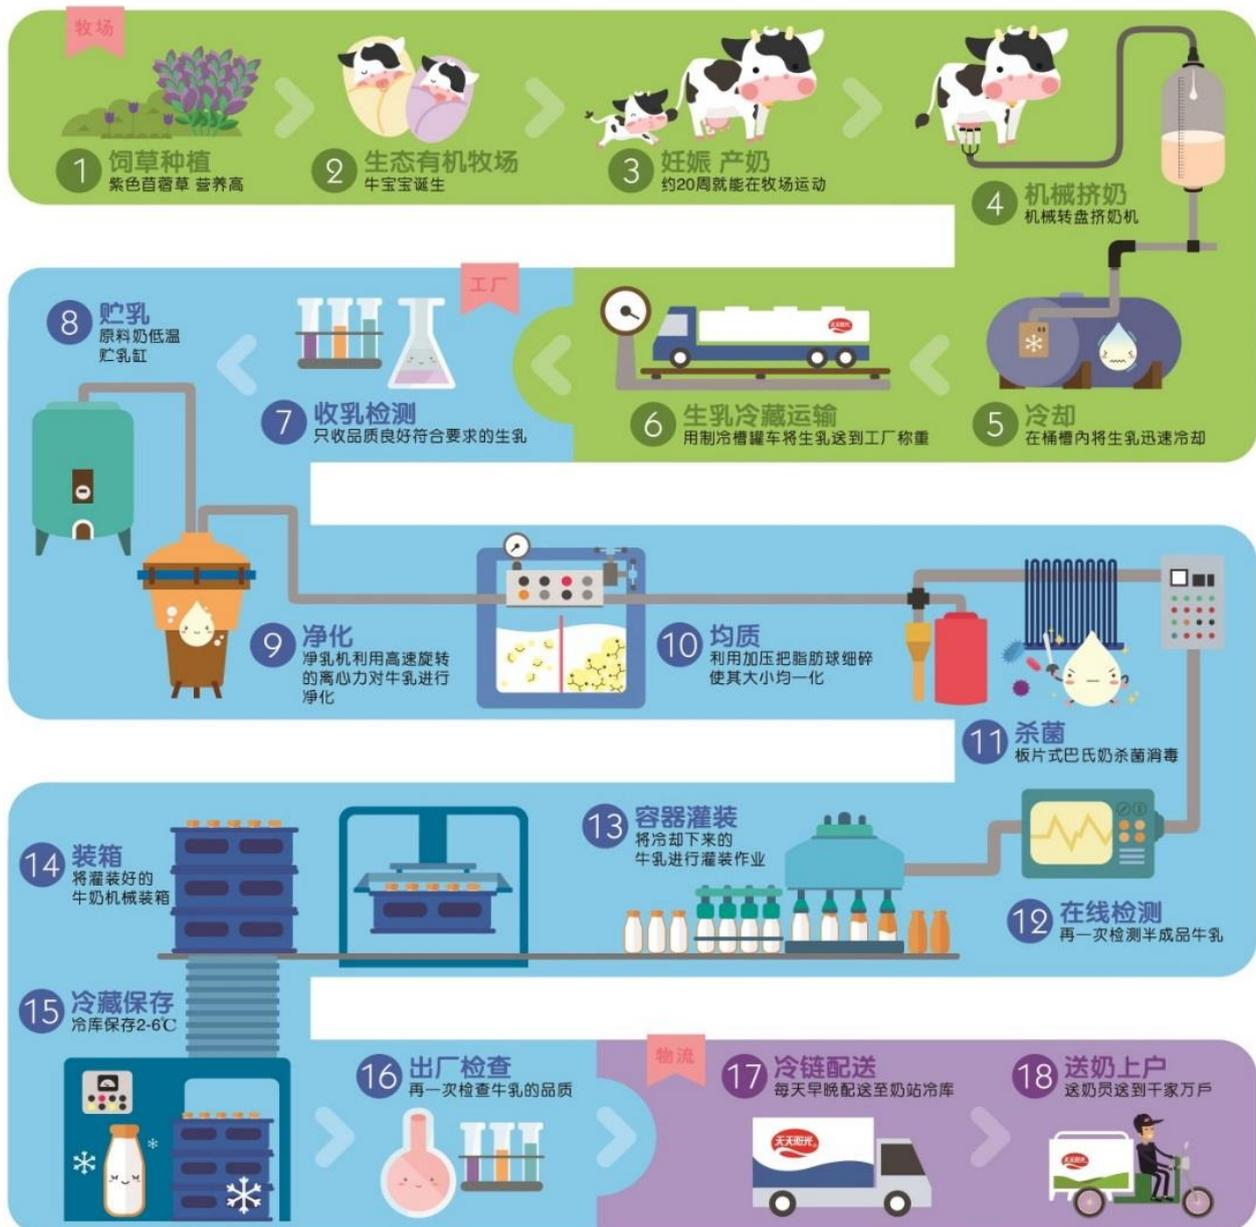 牧场
1 饲草种植
紫色苜蓿草 营养高
2 生态有机牧场
牛宝宝诞生
3 妊娠 产奶
约20周就能在牧场运动
4 机械挤奶
机械转盘挤奶机
5 冷却
在桶槽内将生乳迅速冷却
6 生乳冷藏运输
用制冷槽罐车将生乳送到工厂称重
天天阳光
工厂
7 收乳检测
只收品质良好符合要求的生乳
8 贮乳
原料奶低温
贮乳缸
9 净化
净乳机利用高速旋转
的离心力对牛乳进行
净化
10 均质
利用加压把脂肪球细碎
使其大小均一化
11 杀菌
板片式巴氏奶杀菌消毒
12 在线检测
再一次检测半成品牛乳
13 容器灌装
将冷却下来的
牛乳进行灌装作业
14 装箱
将灌装好的
牛奶机械装箱
15 冷藏保存
冷库保存2-6℃
16 出厂检查
再一次检查牛乳的品质
物流
17 冷链配送
每天早晚配送至奶站冷库
天天阳光
18 送奶上户
送奶员送到千家万户
天天阳光